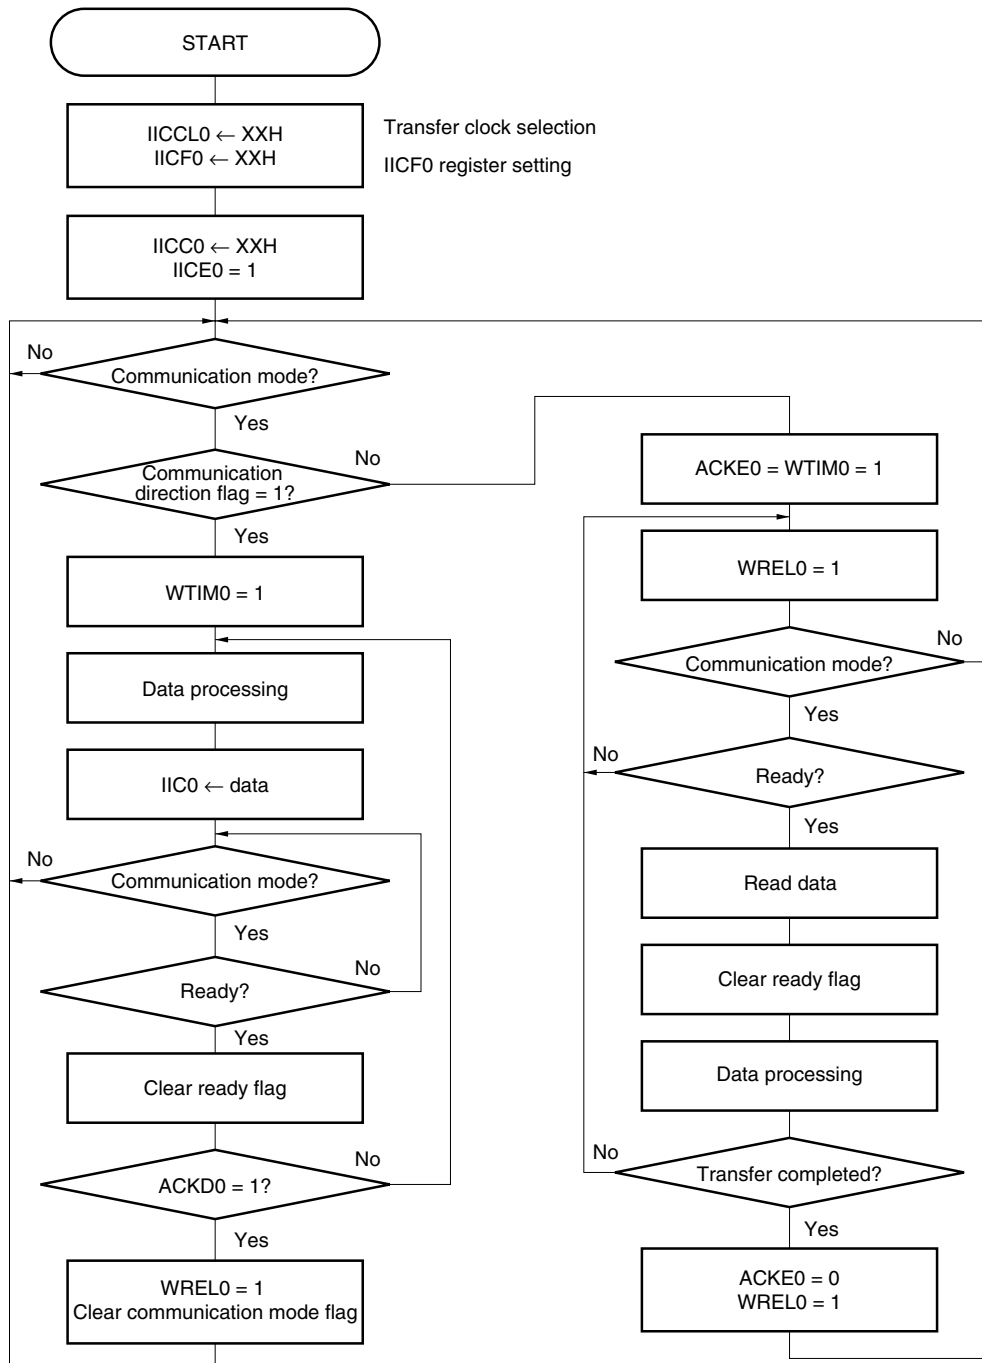 START
IICCL0 ← XXH
IICF0 ← XXH
Transfer clock selection
IICF0 register setting
IICC0 ← XXH
IICE0 = 1
No
Communication mode?
Yes
Communication
direction flag = 1?
No
Yes
WTIM0 = 1
Data processing
IIC0 ← data
No
Communication mode?
Yes
No
Ready?
Yes
Clear ready flag
No
ACKD0 = 1?
Yes
WREL0 = 1
Clear communication mode flag
ACKE0 = WTIM0 = 1
WREL0 = 1
No
Communication mode?
Yes
No
Ready?
Yes
Read data
Clear ready flag
Data processing
No
Transfer completed?
Yes
ACKE0 = 0
WREL0 = 1